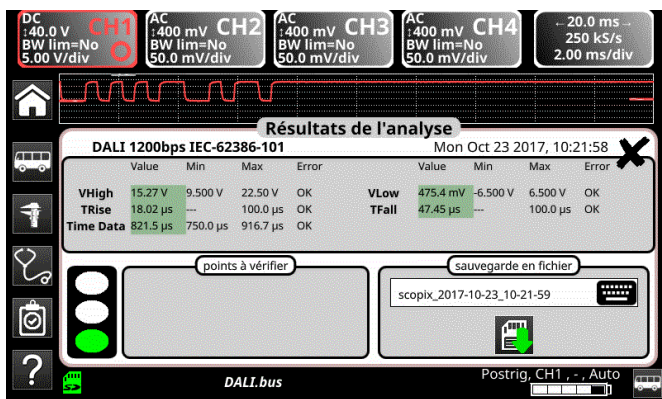 DC
↕40.0 V CH1
BW lim=No
5.00 V/div
AC
↕400 mV CH2
BW lim=No
50.0 mV/div
AC
↕400 mV CH3
BW lim=No
50.0 mV/div
AC
↕400 mV CH4
BW lim=No
50.0 mV/div
←20.0 ms→
250 kS/s
2.00 ms/div
Résultats de l'analyse
DALI 1200bps IEC-62386-101 Mon Oct 23 2017, 10:21:58
Value Min Max Error Value Min Max Error
VHigh 15.27 V 9.500 V 22.50 V OK VLow 475.4 mV -6.500 V 6.500 V OK
TRise 18.02 µs --- 100.0 µs OK TFall 47.45 µs --- 100.0 µs OK
Time Data 821.5 µs 750.0 µs 916.7 µs OK
points à vérifier
sauvegarde en fichier
scopix_2017-10-23_10-21-59
?
DALI.bus
Postrig, CH1 , - , Auto